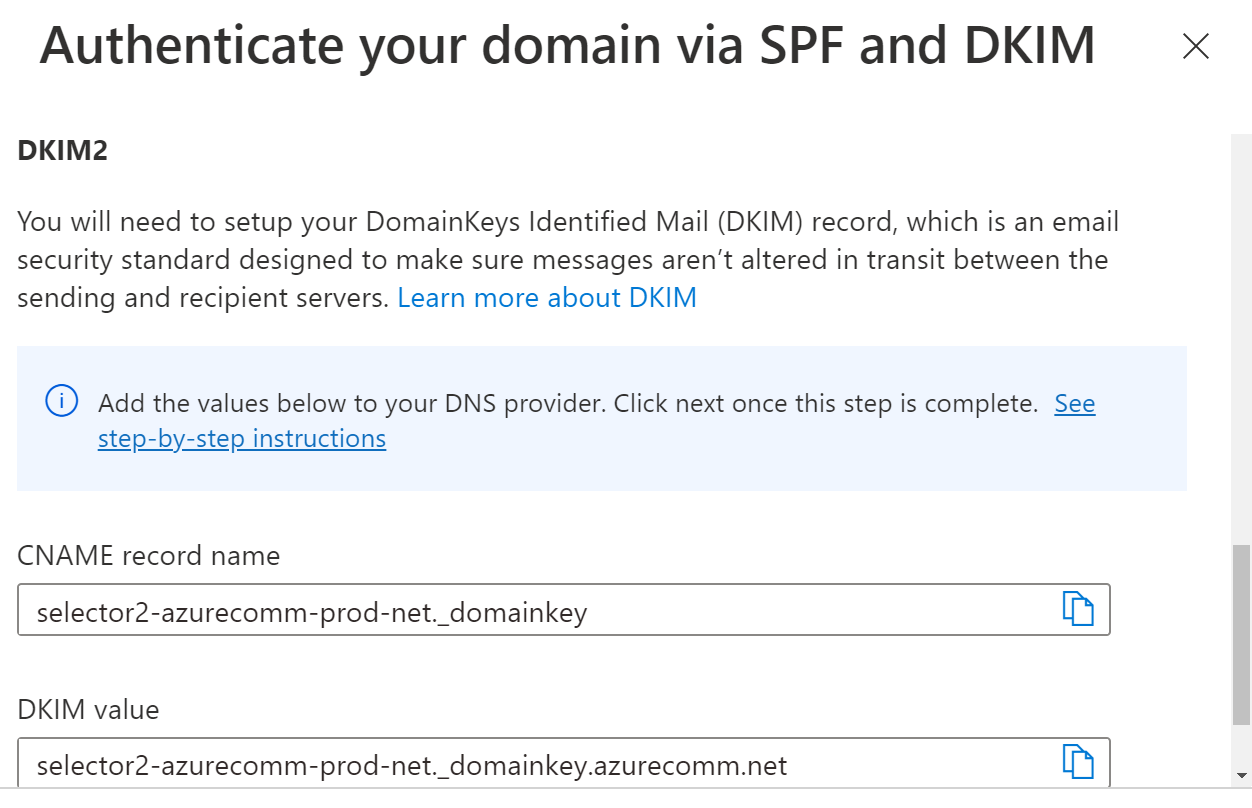 Authenticate your domain via SPF and DKIM
DKIM2
You will need to setup your DomainKeys Identified Mail (DKIM) record, which is an email
security standard designed to make sure messages aren’t altered in transit between the
sending and recipient servers. Learn more about DKIM
Add the values below to your DNS provider. Click next once this step is complete. See
step-by-step instructions
CNAME record name
selector2-azurecomm-prod-net._domainkey
DKIM value
selector2-azurecomm-prod-net._domainkey.azurecomm.net